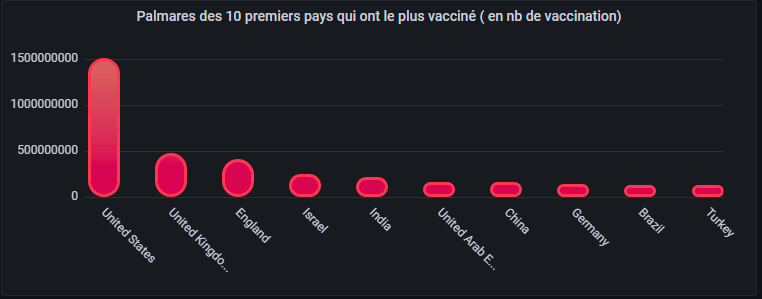 Palmares des 10 premiers pays qui ont le plus vacciné ( en nb de vaccination)
1500000000
1000000000
500000000
0
United States
United Kingdo...
England
Israel
India
United Arab E...
China
Germany
Brazil
Turkey